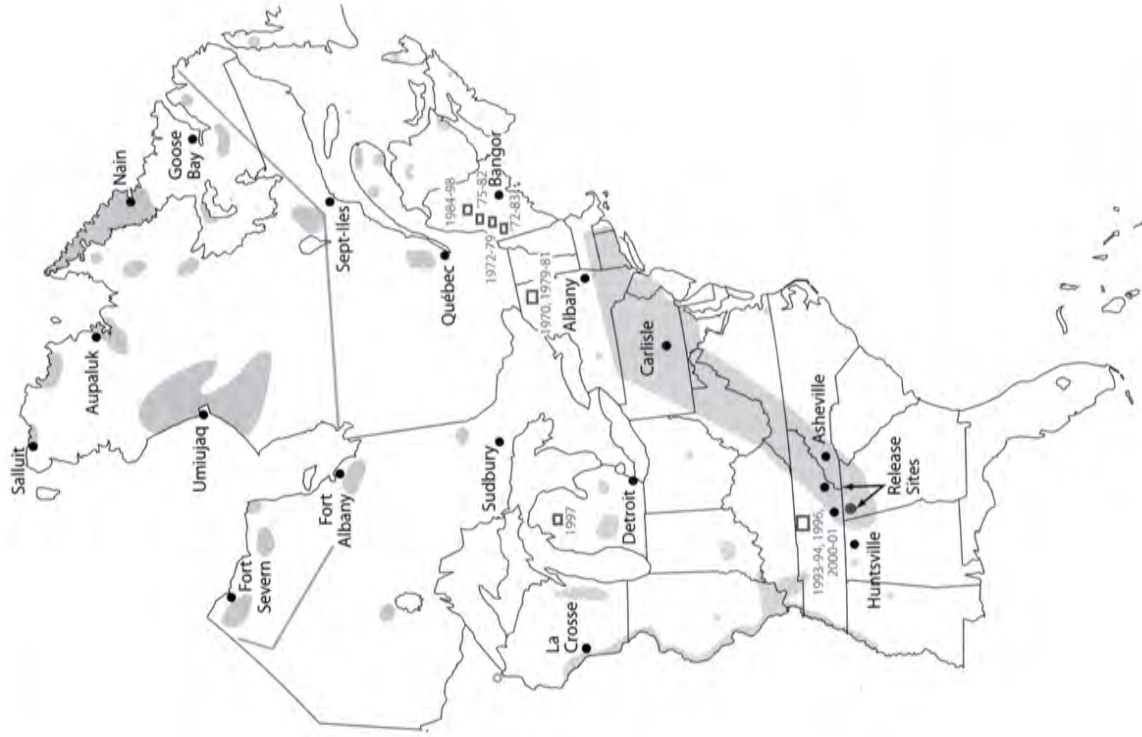 Salluit
Aupaluk
Nain
Goose
Bay
Umiujaq
Fort
Severn
Fort
Albany
Sept-Iles
Sudbury
Québec
1984-98
75-82
Bangor
1972-79
72-83
1970, 1979-81
Albany
La
Crosse
1997
Detroit
Carlisle
Asheville
Release
Sites
1993-94, 1996,
2000-01
Huntsville